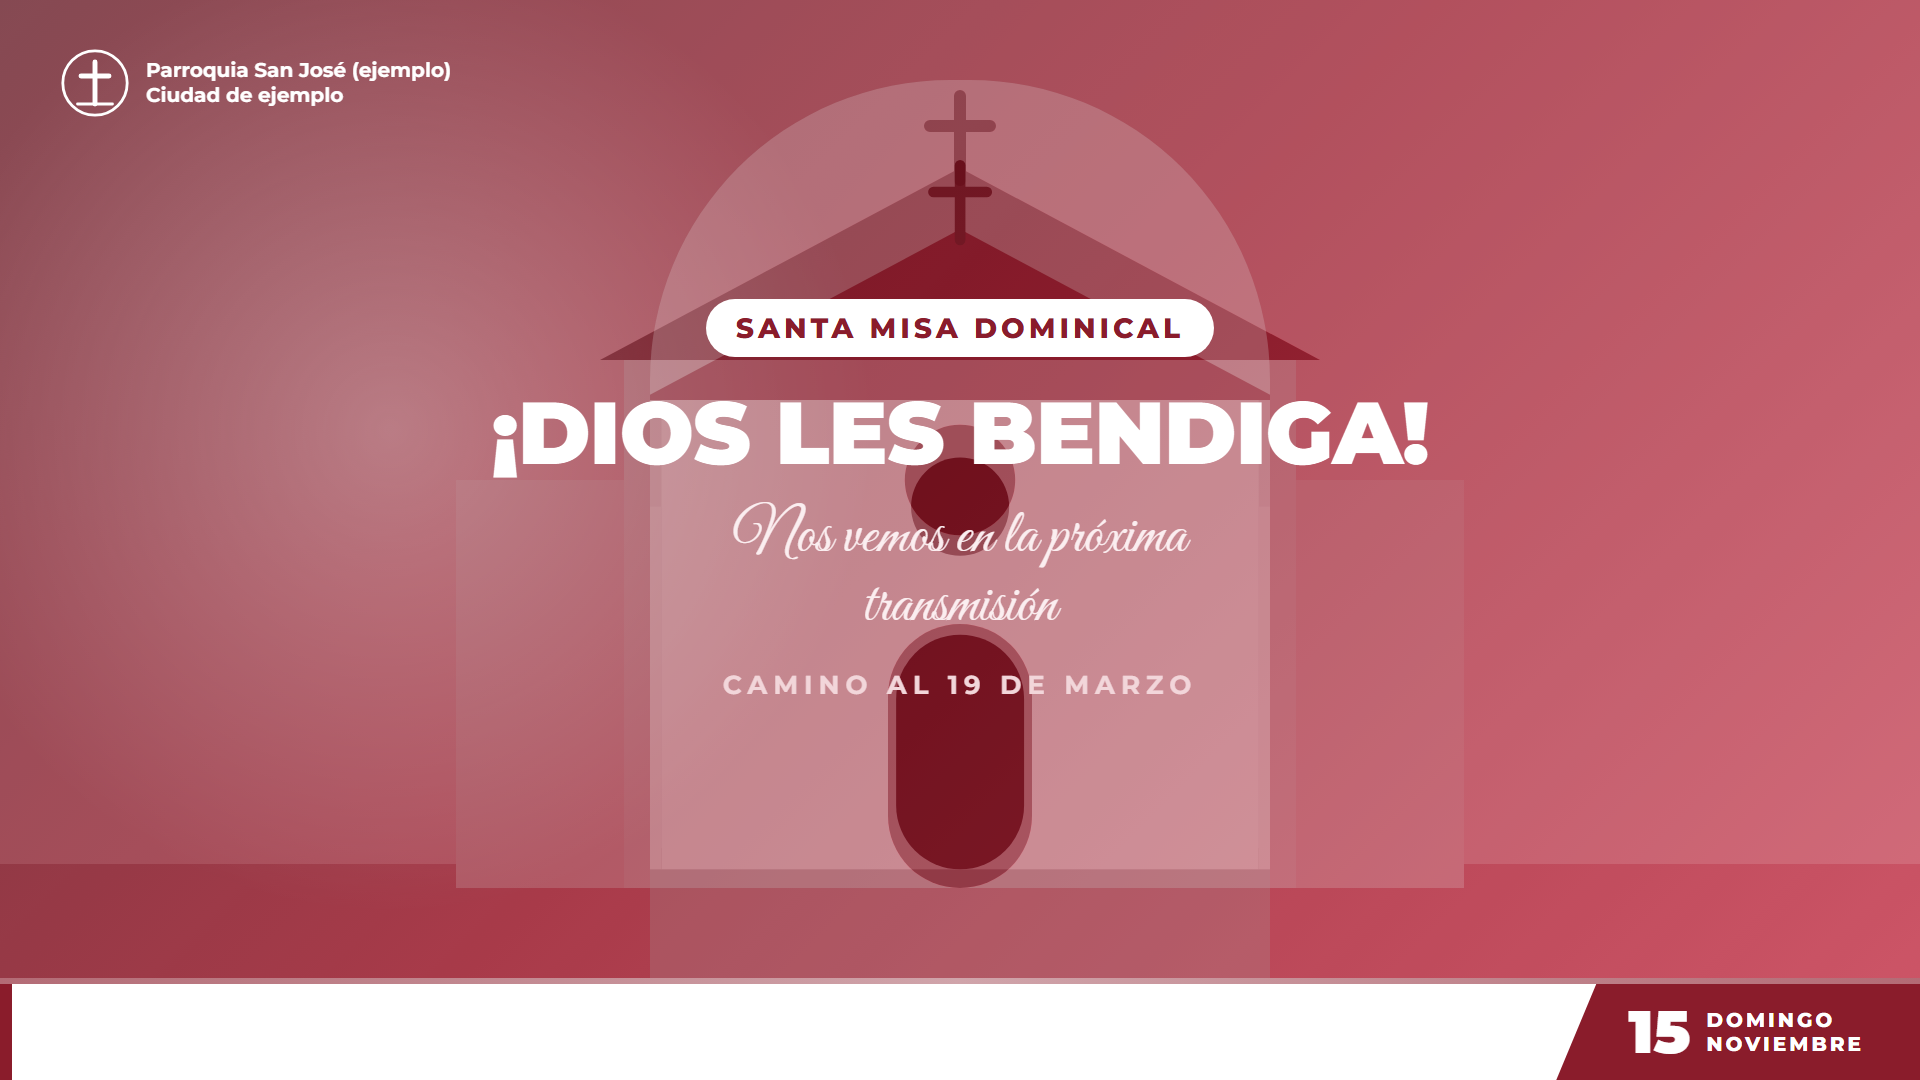 Parroquia San José (ejemplo)
Ciudad de ejemplo
SANTA MISA DOMINICAL
¡DIOS LES BENDIGA!
Nos vemos en la próxima
transmisión
CAMINO AL 19 DE MARZO
15
DOMINGO
NOVIEMBRE